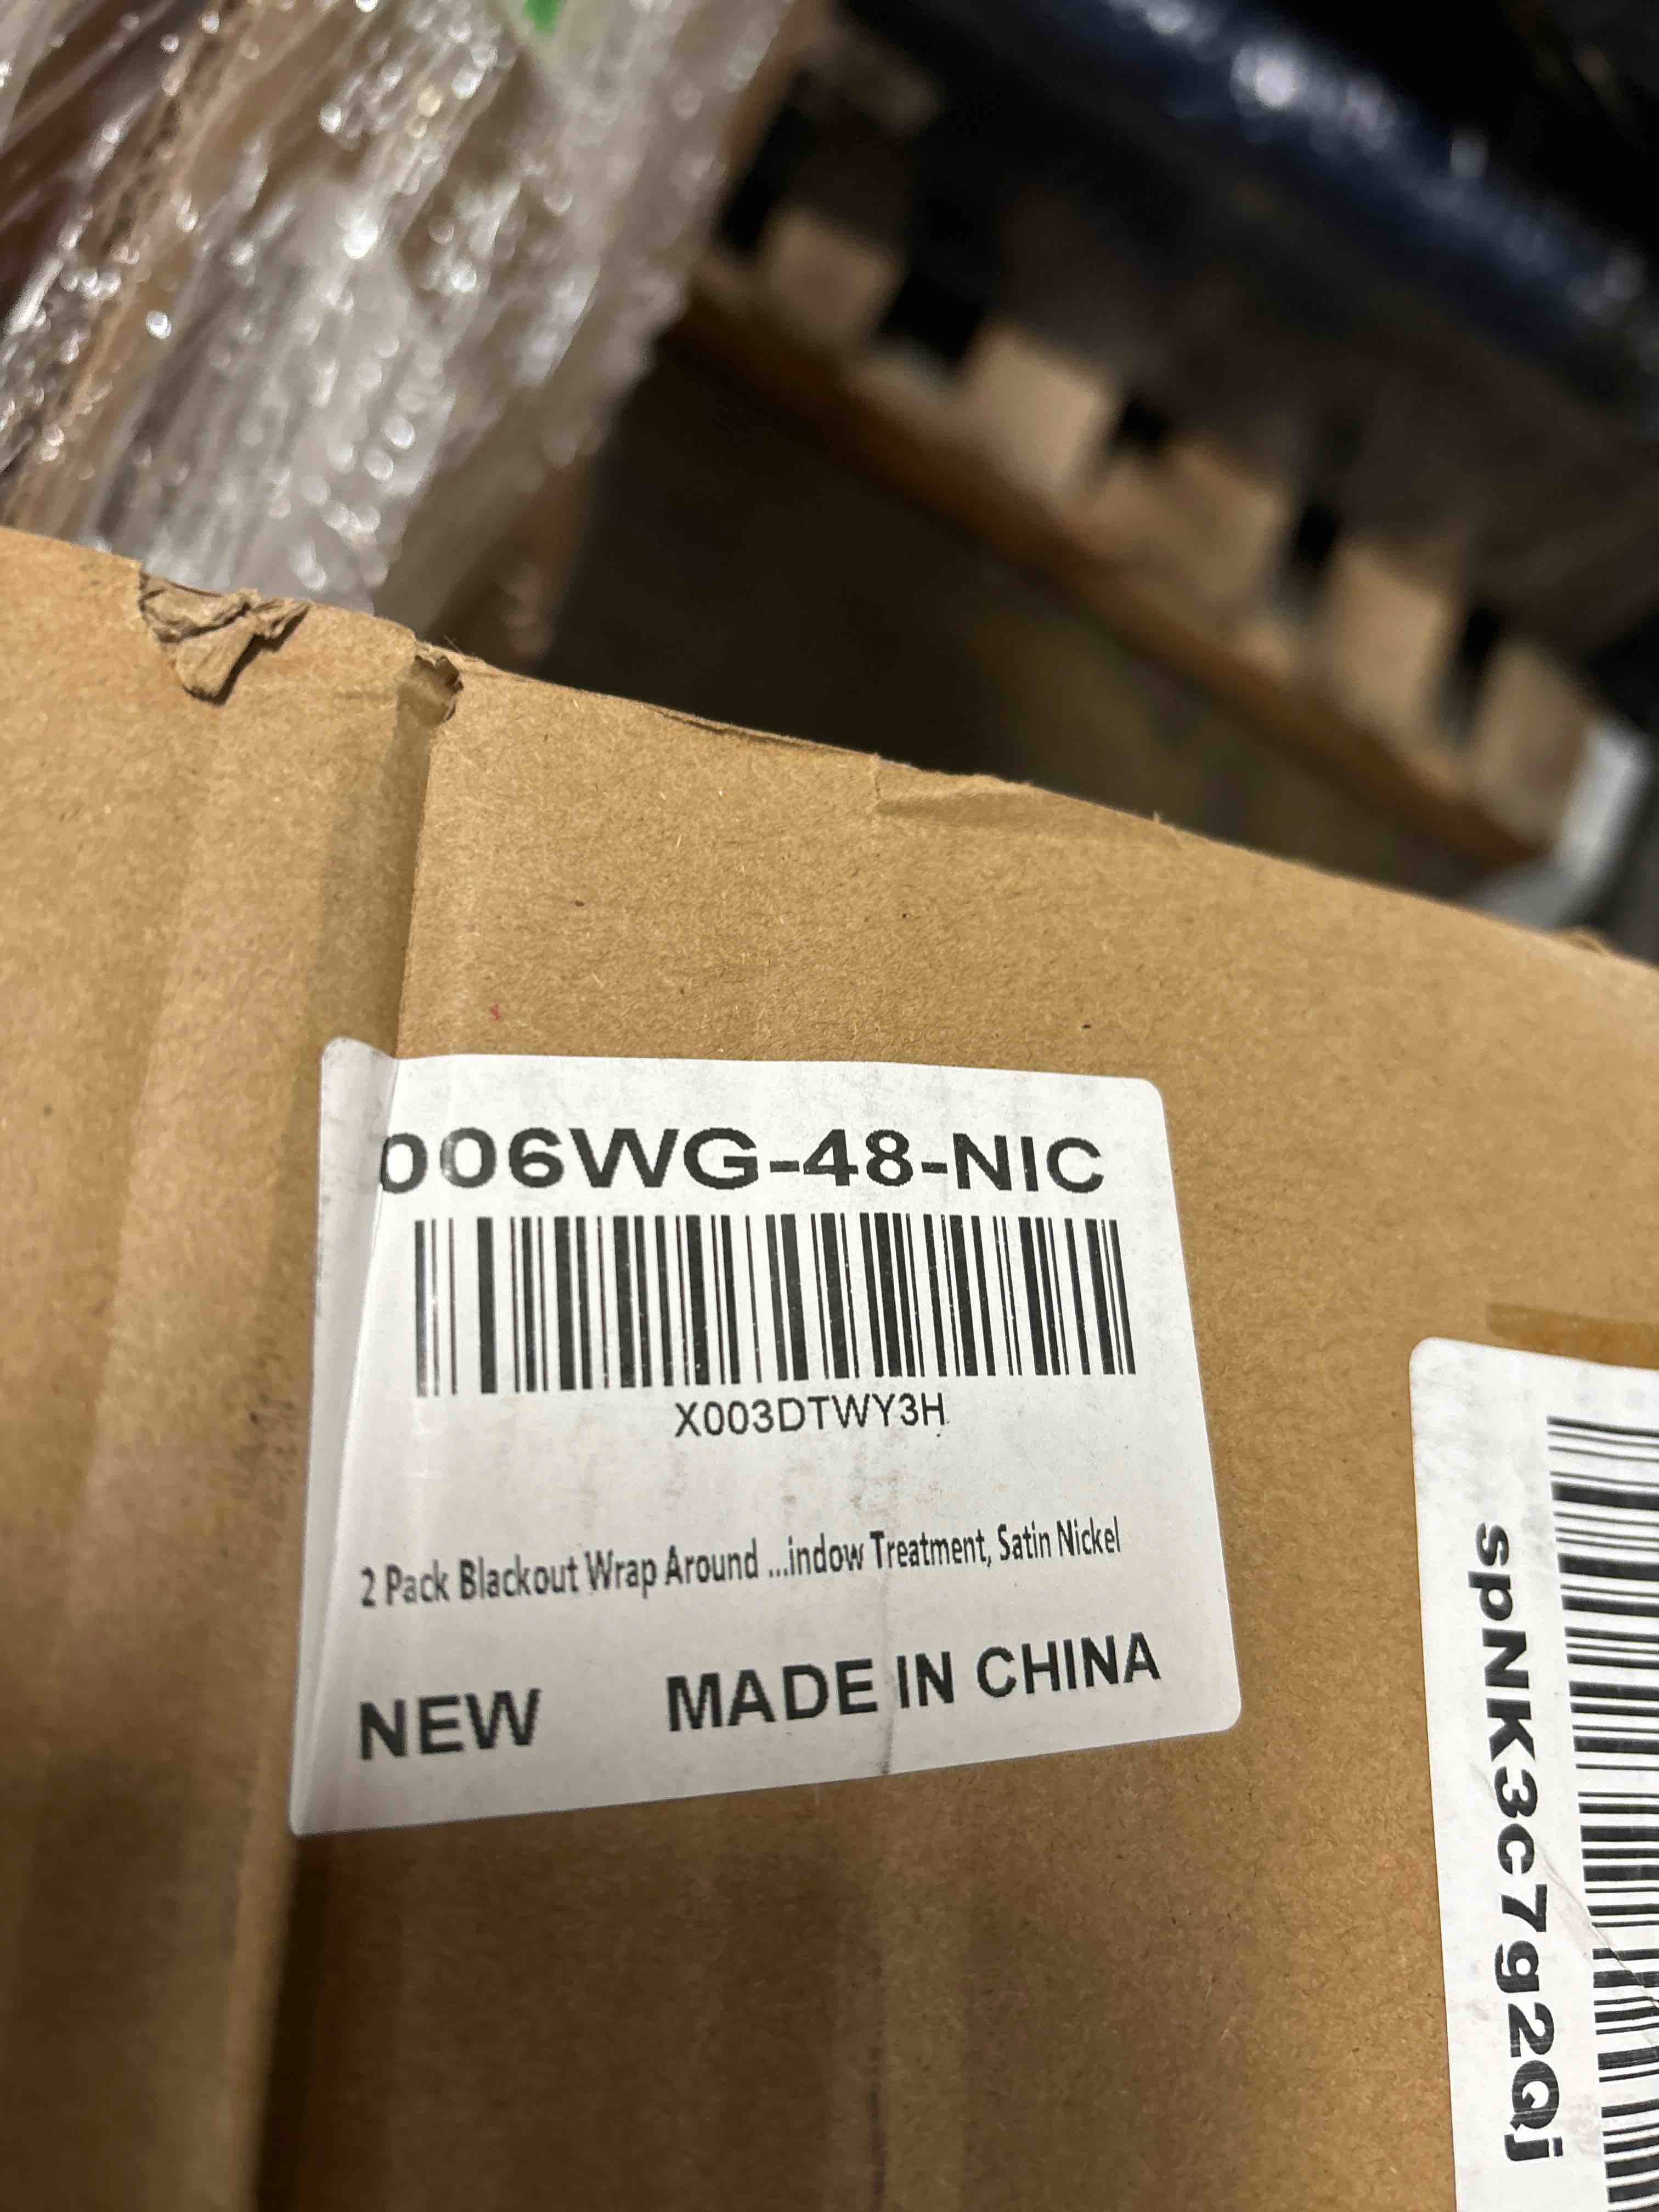 006WG-48-NIC
X003DTWY3H
2 Pack Blackout Wrap Around ...indow Treatment, Satin Nickel
NEW MADE IN CHINA
spNK3c7g2Qj